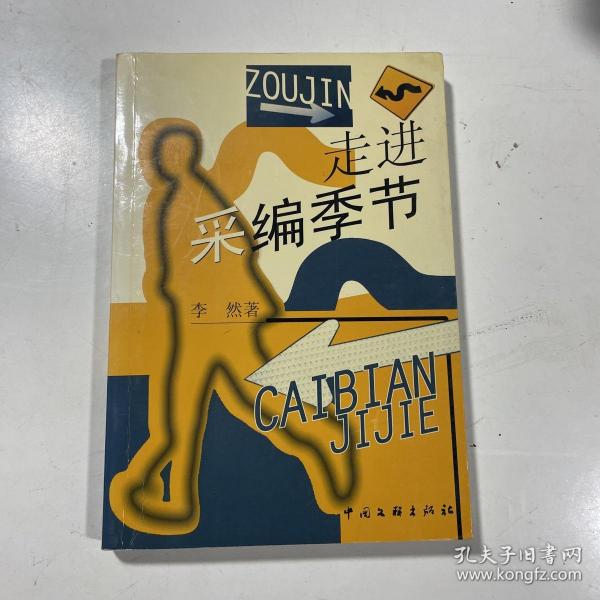 ZOUJIN
走进
采编季节
李 然著
CAIBIAN
JIJIE
中国文联出版社
孔夫子旧书网
www.kongfz.com